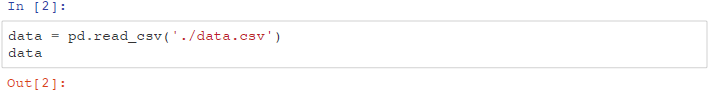 In [2]:
data = pd.read_csv('./data.csv')
data
Out[2]: